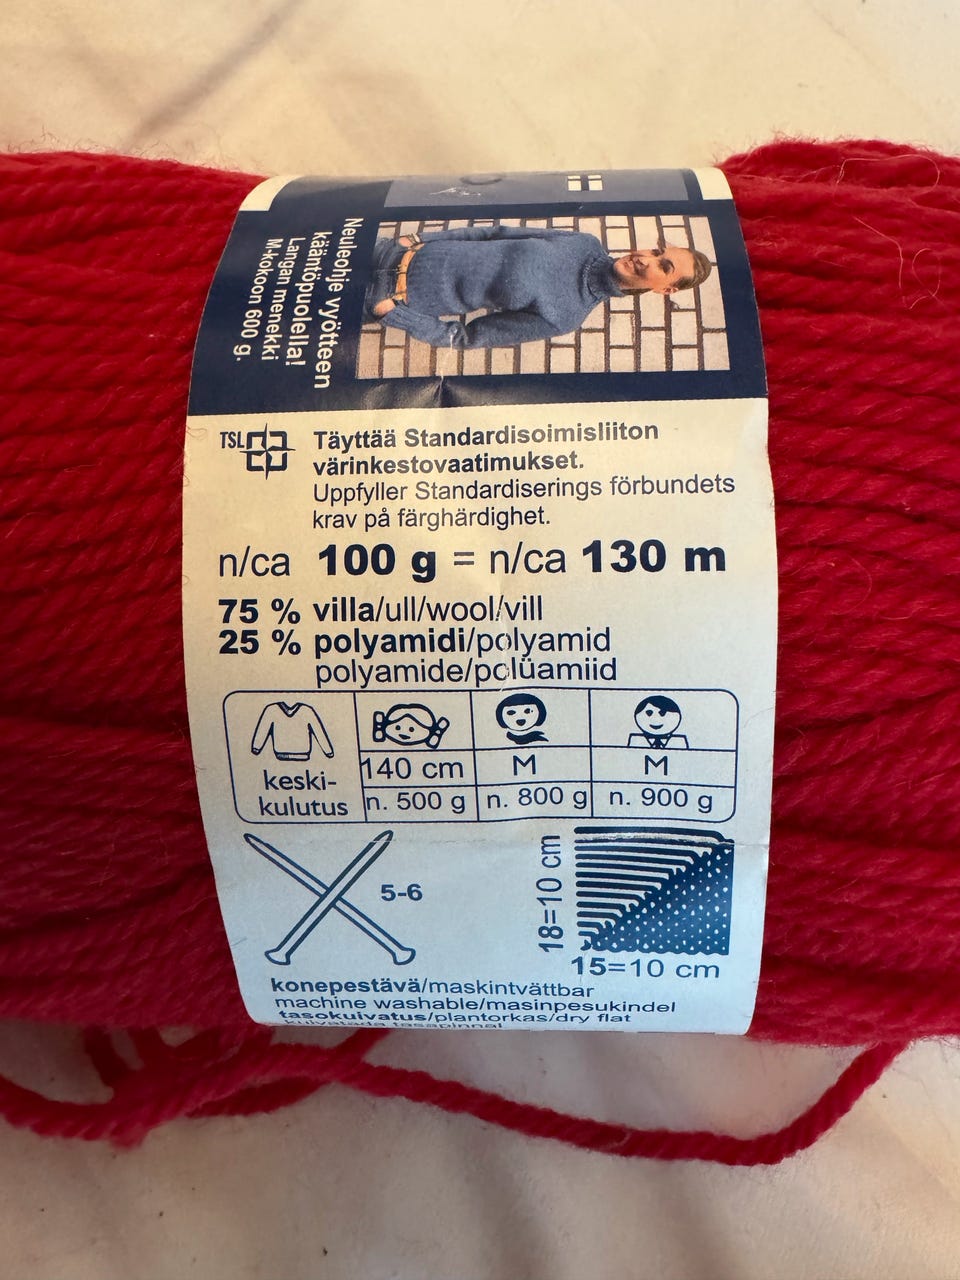 Neuleohje vyötteen
kääntöpuolella!
Langan menekki
M-kokoon 600 g.
TSL
Täyttää Standardisoimisliiton
värinkestovaatimukset.
Uppfyller Standardiserings förbundets
krav på färghärdighet.
n/ca 100 g = n/ca 130 m
75 % villa/ull/wool/vill
25 % polyamidi/polyamid
polyamide/polüamiid
keski-
kulutus
140 cm M M
n. 500 g n. 800 g n. 900 g
5-6
18=10 cm
15=10 cm
konepestävä/maskintvättbar
machine washable/masinpesukindel
tasokuivatus/plantorkas/dry flat
kuivatada tasapinnal